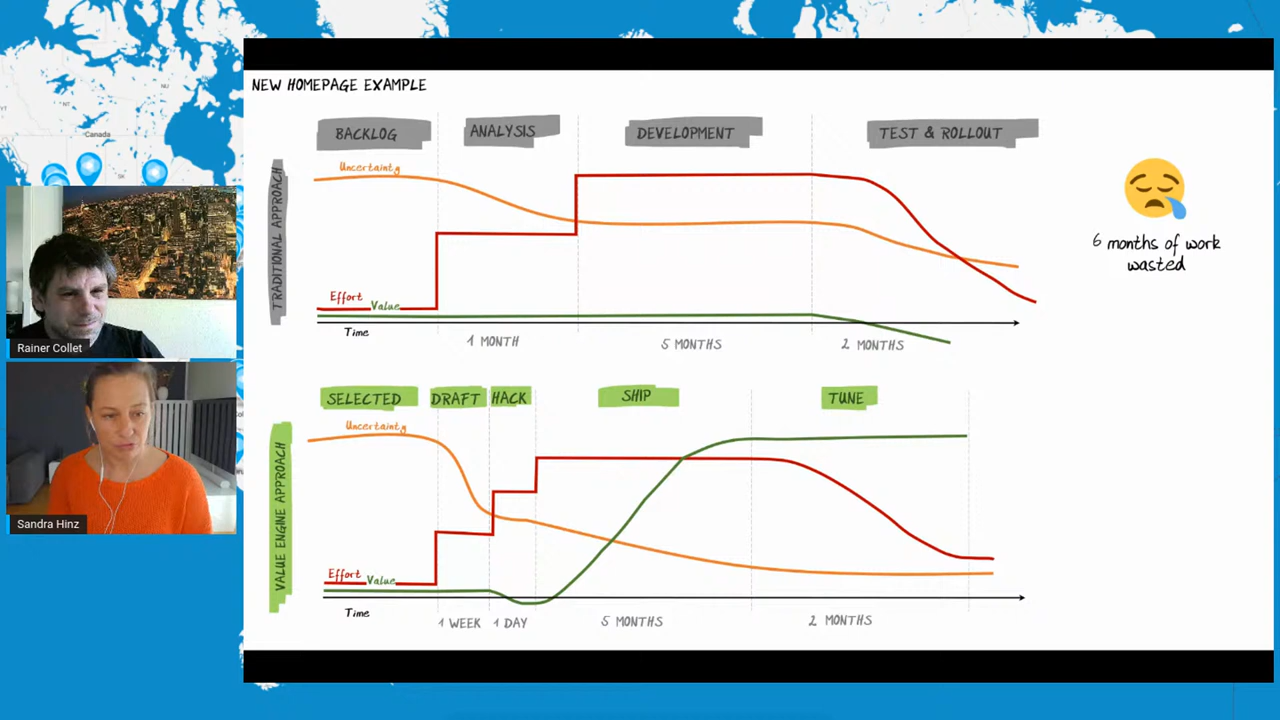 NEW HOMEPAGE EXAMPLE
BACKLOG
ANALYSIS
DEVELOPMENT
TEST & ROLLOUT
TRADITIONAL APPROACH
Uncertainty
Effort
Value
Time
1 MONTH
5 MONTHS
2 MONTHS
6 months of work
wasted
SELECTED
DRAFT
HACK
SHIP
TUNE
VALUE ENGINE APPROACH
Uncertainty
Effort
Value
Time
1 WEEK
1 DAY
5 MONTHS
2 MONTHS
Canada
NU
NT
Rainer Collet
Sandra Hinz